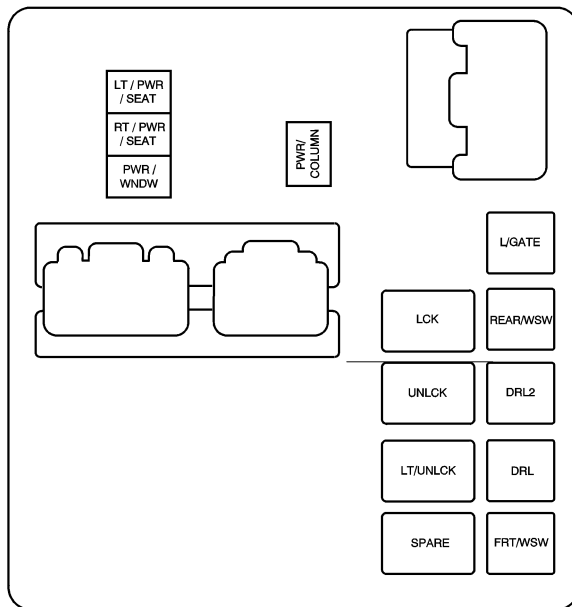 LT / PWR
/ SEAT
RT / PWR
/ SEAT
PWR /
WNDW
PWR/
COLUMN
L/GATE
LCK
REAR/WSW
UNLCK
DRL2
LT/UNLCK
DRL
SPARE
FRT/WSW